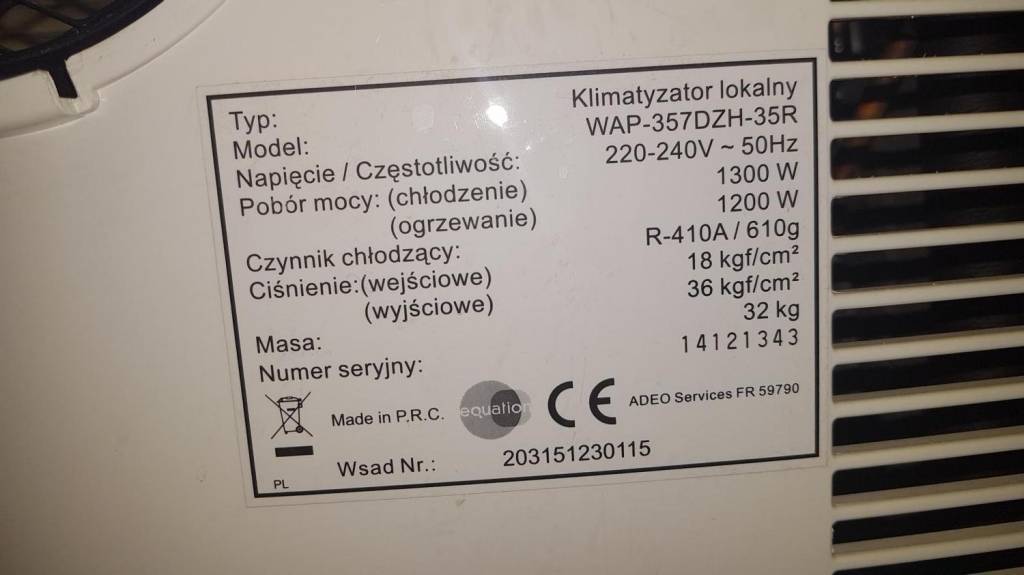 Typ: Klimatyzator lokalny
Model: WAP-357DZH-35R
Napięcie / Częstotliwość: 220-240V ~ 50Hz
Pobór mocy: (chłodzenie) 1300 W
(ogrzewanie) 1200 W
Czynnik chłodzący: R-410A / 610g
Ciśnienie:(wejściowe) 18 kgf/cm²
(wyjściowe) 36 kgf/cm²
Masa: 32 kg
Numer seryjny: 14121343
Made in P.R.C. equation CE ADEO Services FR 59790
Wsad Nr.: 203151230115
PL